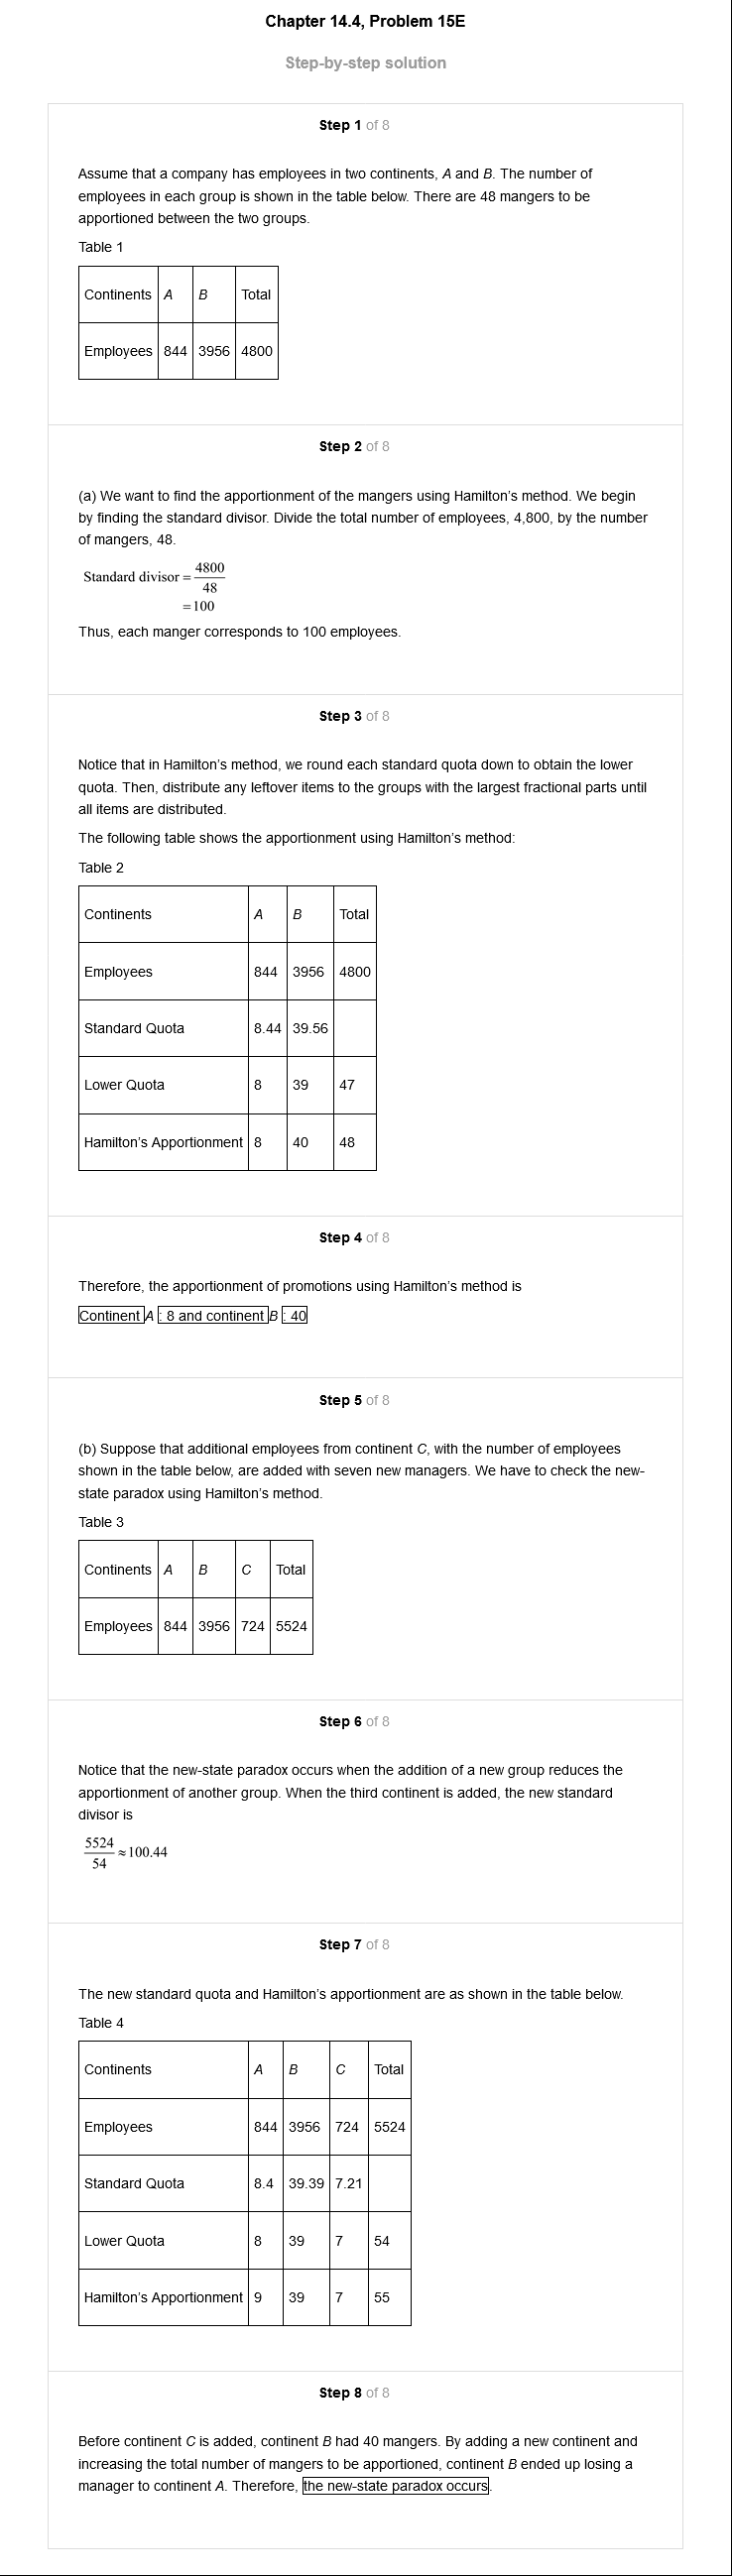 Chapter 14.4, Problem 15E
Step-by-step solution
Step 1 of 8
Assume that a company has employees in two continents, A and B. The number of
employees in each group is shown in the table below. There are 48 mangers to be
apportioned between the two groups.
Table 1
Continents A B Total
Employees 844 3956 4800
Step 2 of 8
(a) We want to find the apportionment of the mangers using Hamilton's method. We begin
by finding the standard divisor. Divide the total number of employees, 4,800, by the number
of mangers, 48.
Standard divisor = 4800
48
= 100
Thus, each manger corresponds to 100 employees.
Step 3 of 8
Notice that in Hamilton's method, we round each standard quota down to obtain the lower
quota. Then, distribute any leftover items to the groups with the largest fractional parts until
all items are distributed.
The following table shows the apportionment using Hamilton's method:
Table 2
Continents A B Total
Employees 844 3956 4800
Standard Quota 8.44 39.56
Lower Quota 8 39 47
Hamilton's Apportionment 8 40 48
Step 4 of 8
Therefore, the apportionment of promotions using Hamilton's method is
Continent A : 8 and continent B : 40
Step 5 of 8
(b) Suppose that additional employees from continent C, with the number of employees
shown in the table below, are added with seven new managers. We have to check the new-
state paradox using Hamilton's method.
Table 3
Continents A B C Total
Employees 844 3956 724 5524
Step 6 of 8
Notice that the new-state paradox occurs when the addition of a new group reduces the
apportionment of another group. When the third continent is added, the new standard
divisor is
5524
54 ≈ 100.44
Step 7 of 8
The new standard quota and Hamilton's apportionment are as shown in the table below.
Table 4
Continents A B C Total
Employees 844 3956 724 5524
Standard Quota 8.4 39.39 7.21
Lower Quota 8 39 7 54
Hamilton's Apportionment 9 39 7 55
Step 8 of 8
Before continent C is added, continent B had 40 mangers. By adding a new continent and
increasing the total number of mangers to be apportioned, continent B ended up losing a
manager to continent A. Therefore, the new-state paradox occurs.